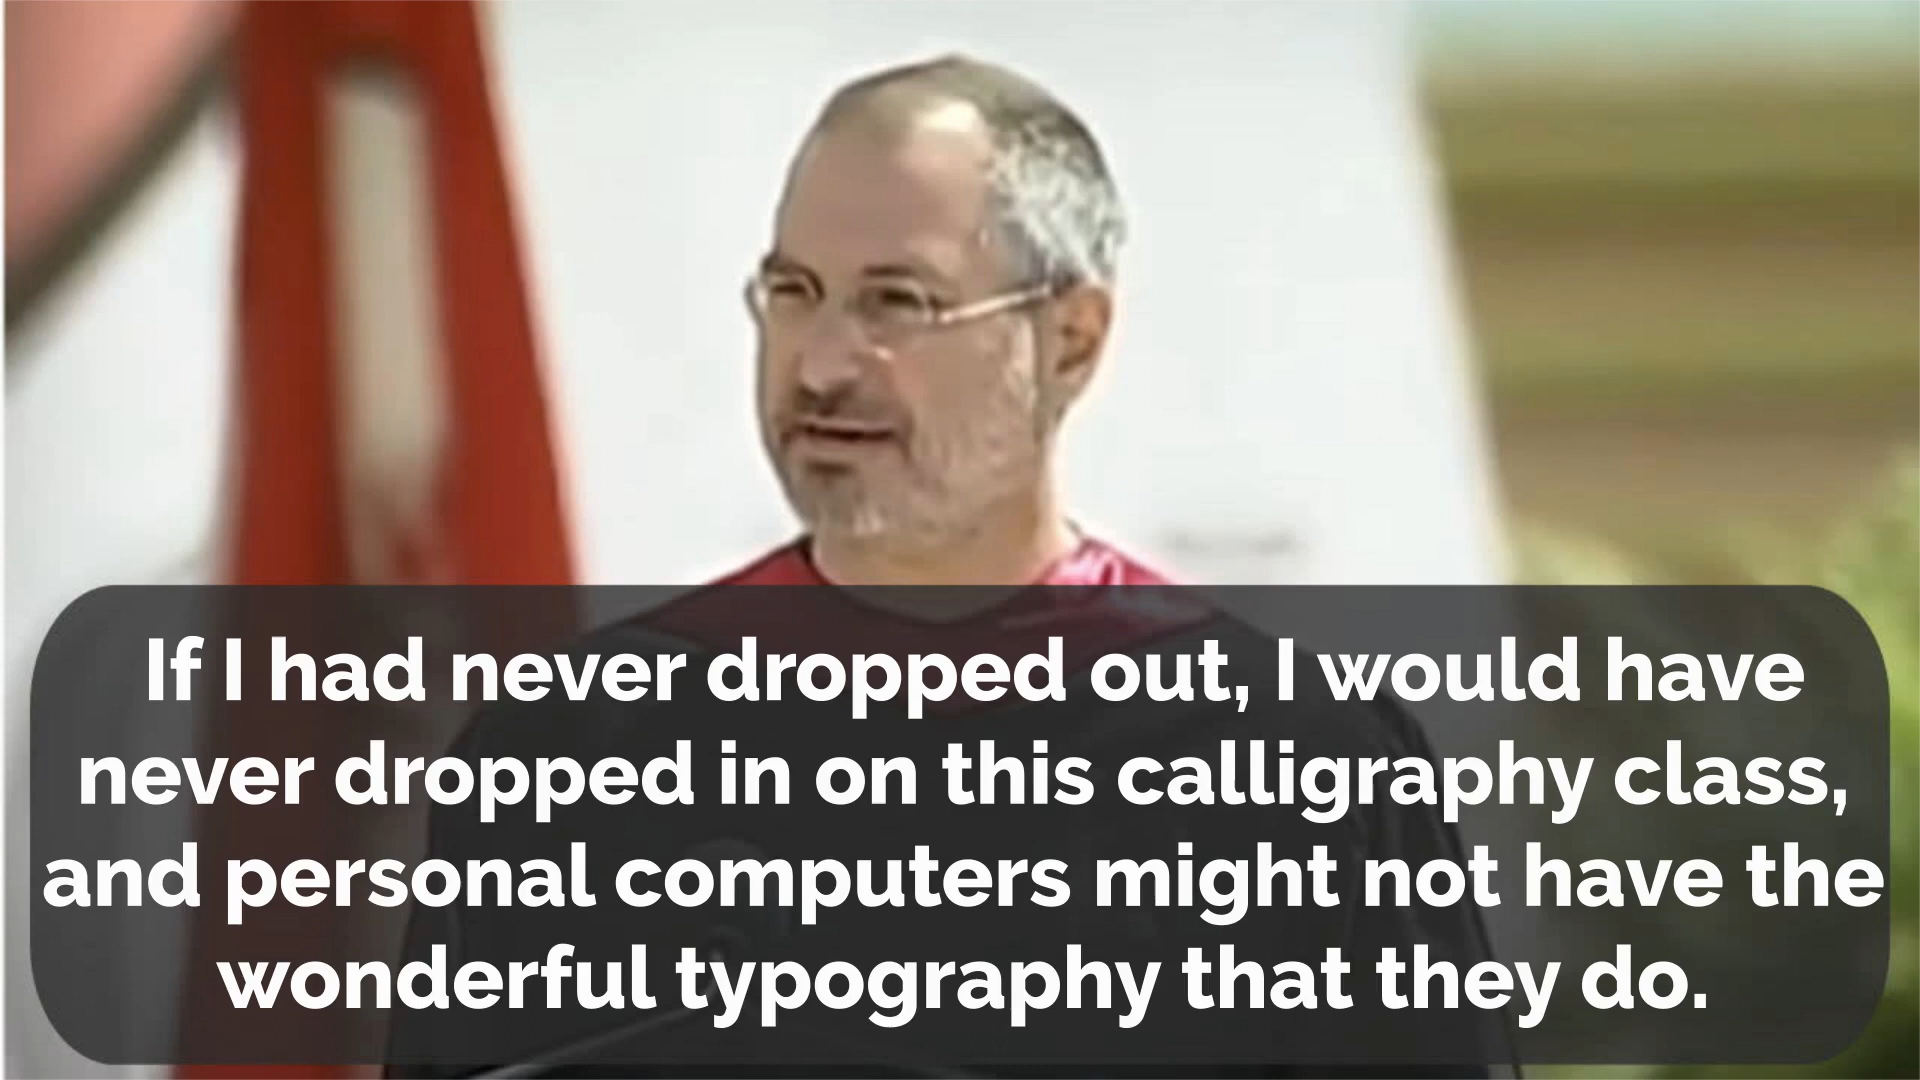 If I had never dropped out, I would have
never dropped in on this calligraphy class,
and personal computers might not have the
wonderful typography that they do.